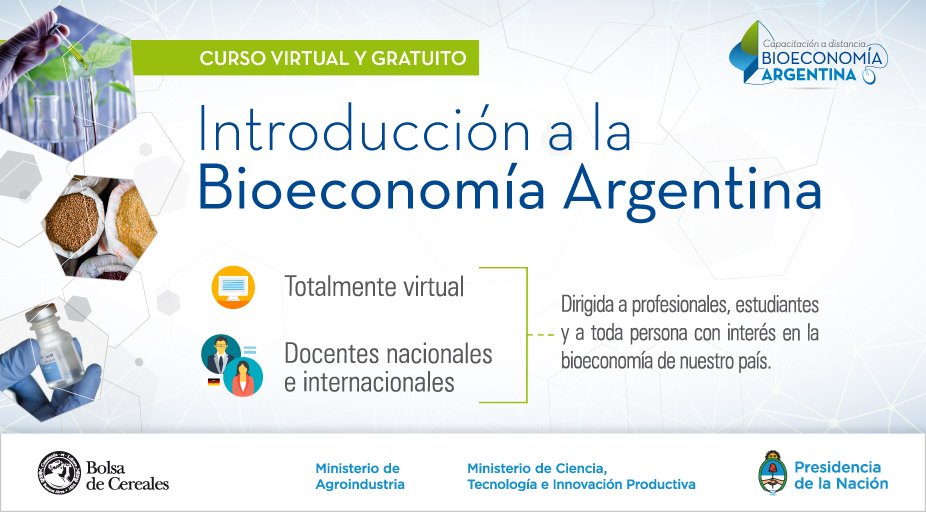 CURSO VIRTUAL Y GRATUITO
Capacitación a distancia
BIOECONOMÍA
ARGENTINA
Introducción a la
Bioeconomía Argentina
Totalmente virtual
Docentes nacionales
e internacionales
Dirigida a profesionales, estudiantes
y a toda persona con interés en la
bioeconomía de nuestro país.
Bolsa
de Cereales
Ministerio de
Agroindustria
Ministerio de Ciencia,
Tecnología e Innovación Productiva
Presidencia
de la Nación